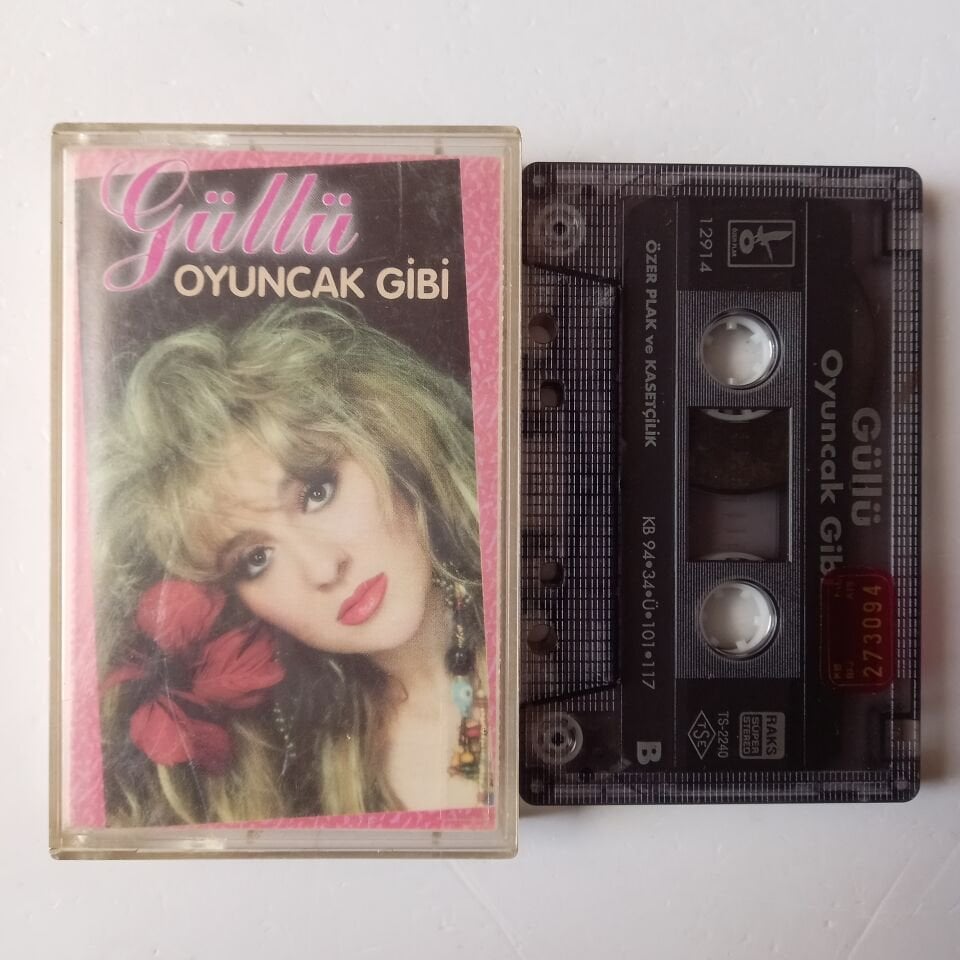 Güllü
OYUNCAK GİBİ
12914
ÖZER PLAK ve KASETÇİLİK
KB 94•34•Ü•101•117
B
Güllü
Oyuncak Gib
273094
TS-2240
TSE
RAKS
SUPER
STEREO